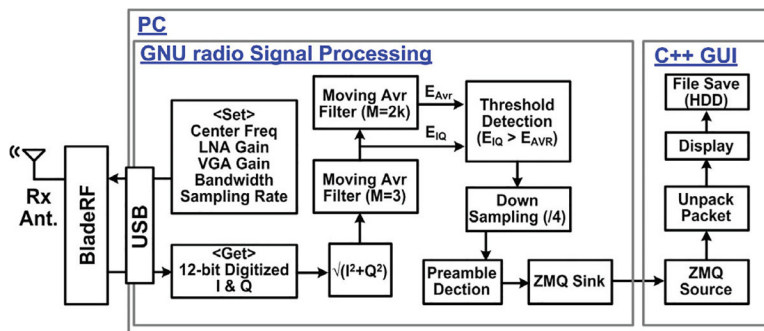 PC
GNU radio Signal Processing
C++ GUI
<Set>
Center Freq
LNA Gain
VGA Gain
Bandwidth
Sampling Rate
Moving Avr
Filter (M=2k)
E_Avr
E_IQ
Threshold
Detection
(E_IQ > E_AVR)
File Save
(HDD)
Display
Rx
Ant.
BladeRF
USB
Moving Avr
Filter (M=3)
Down
Sampling (/4)
Unpack
Packet
<Get>
12-bit Digitized
I & Q
√(I²+Q²)
Preamble
Dection
ZMQ Sink
ZMQ
Source